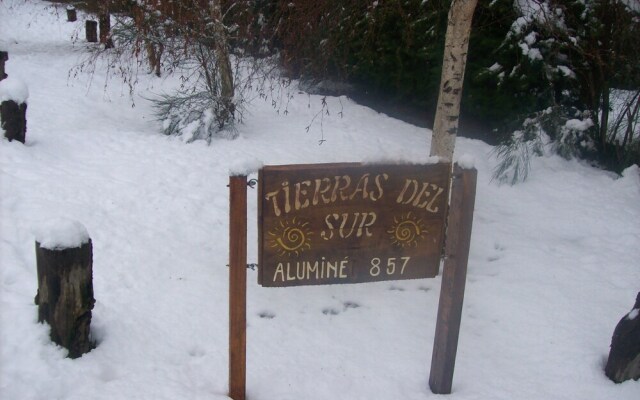 TIERRAS DEL
SUR
ALUMINÉ 857